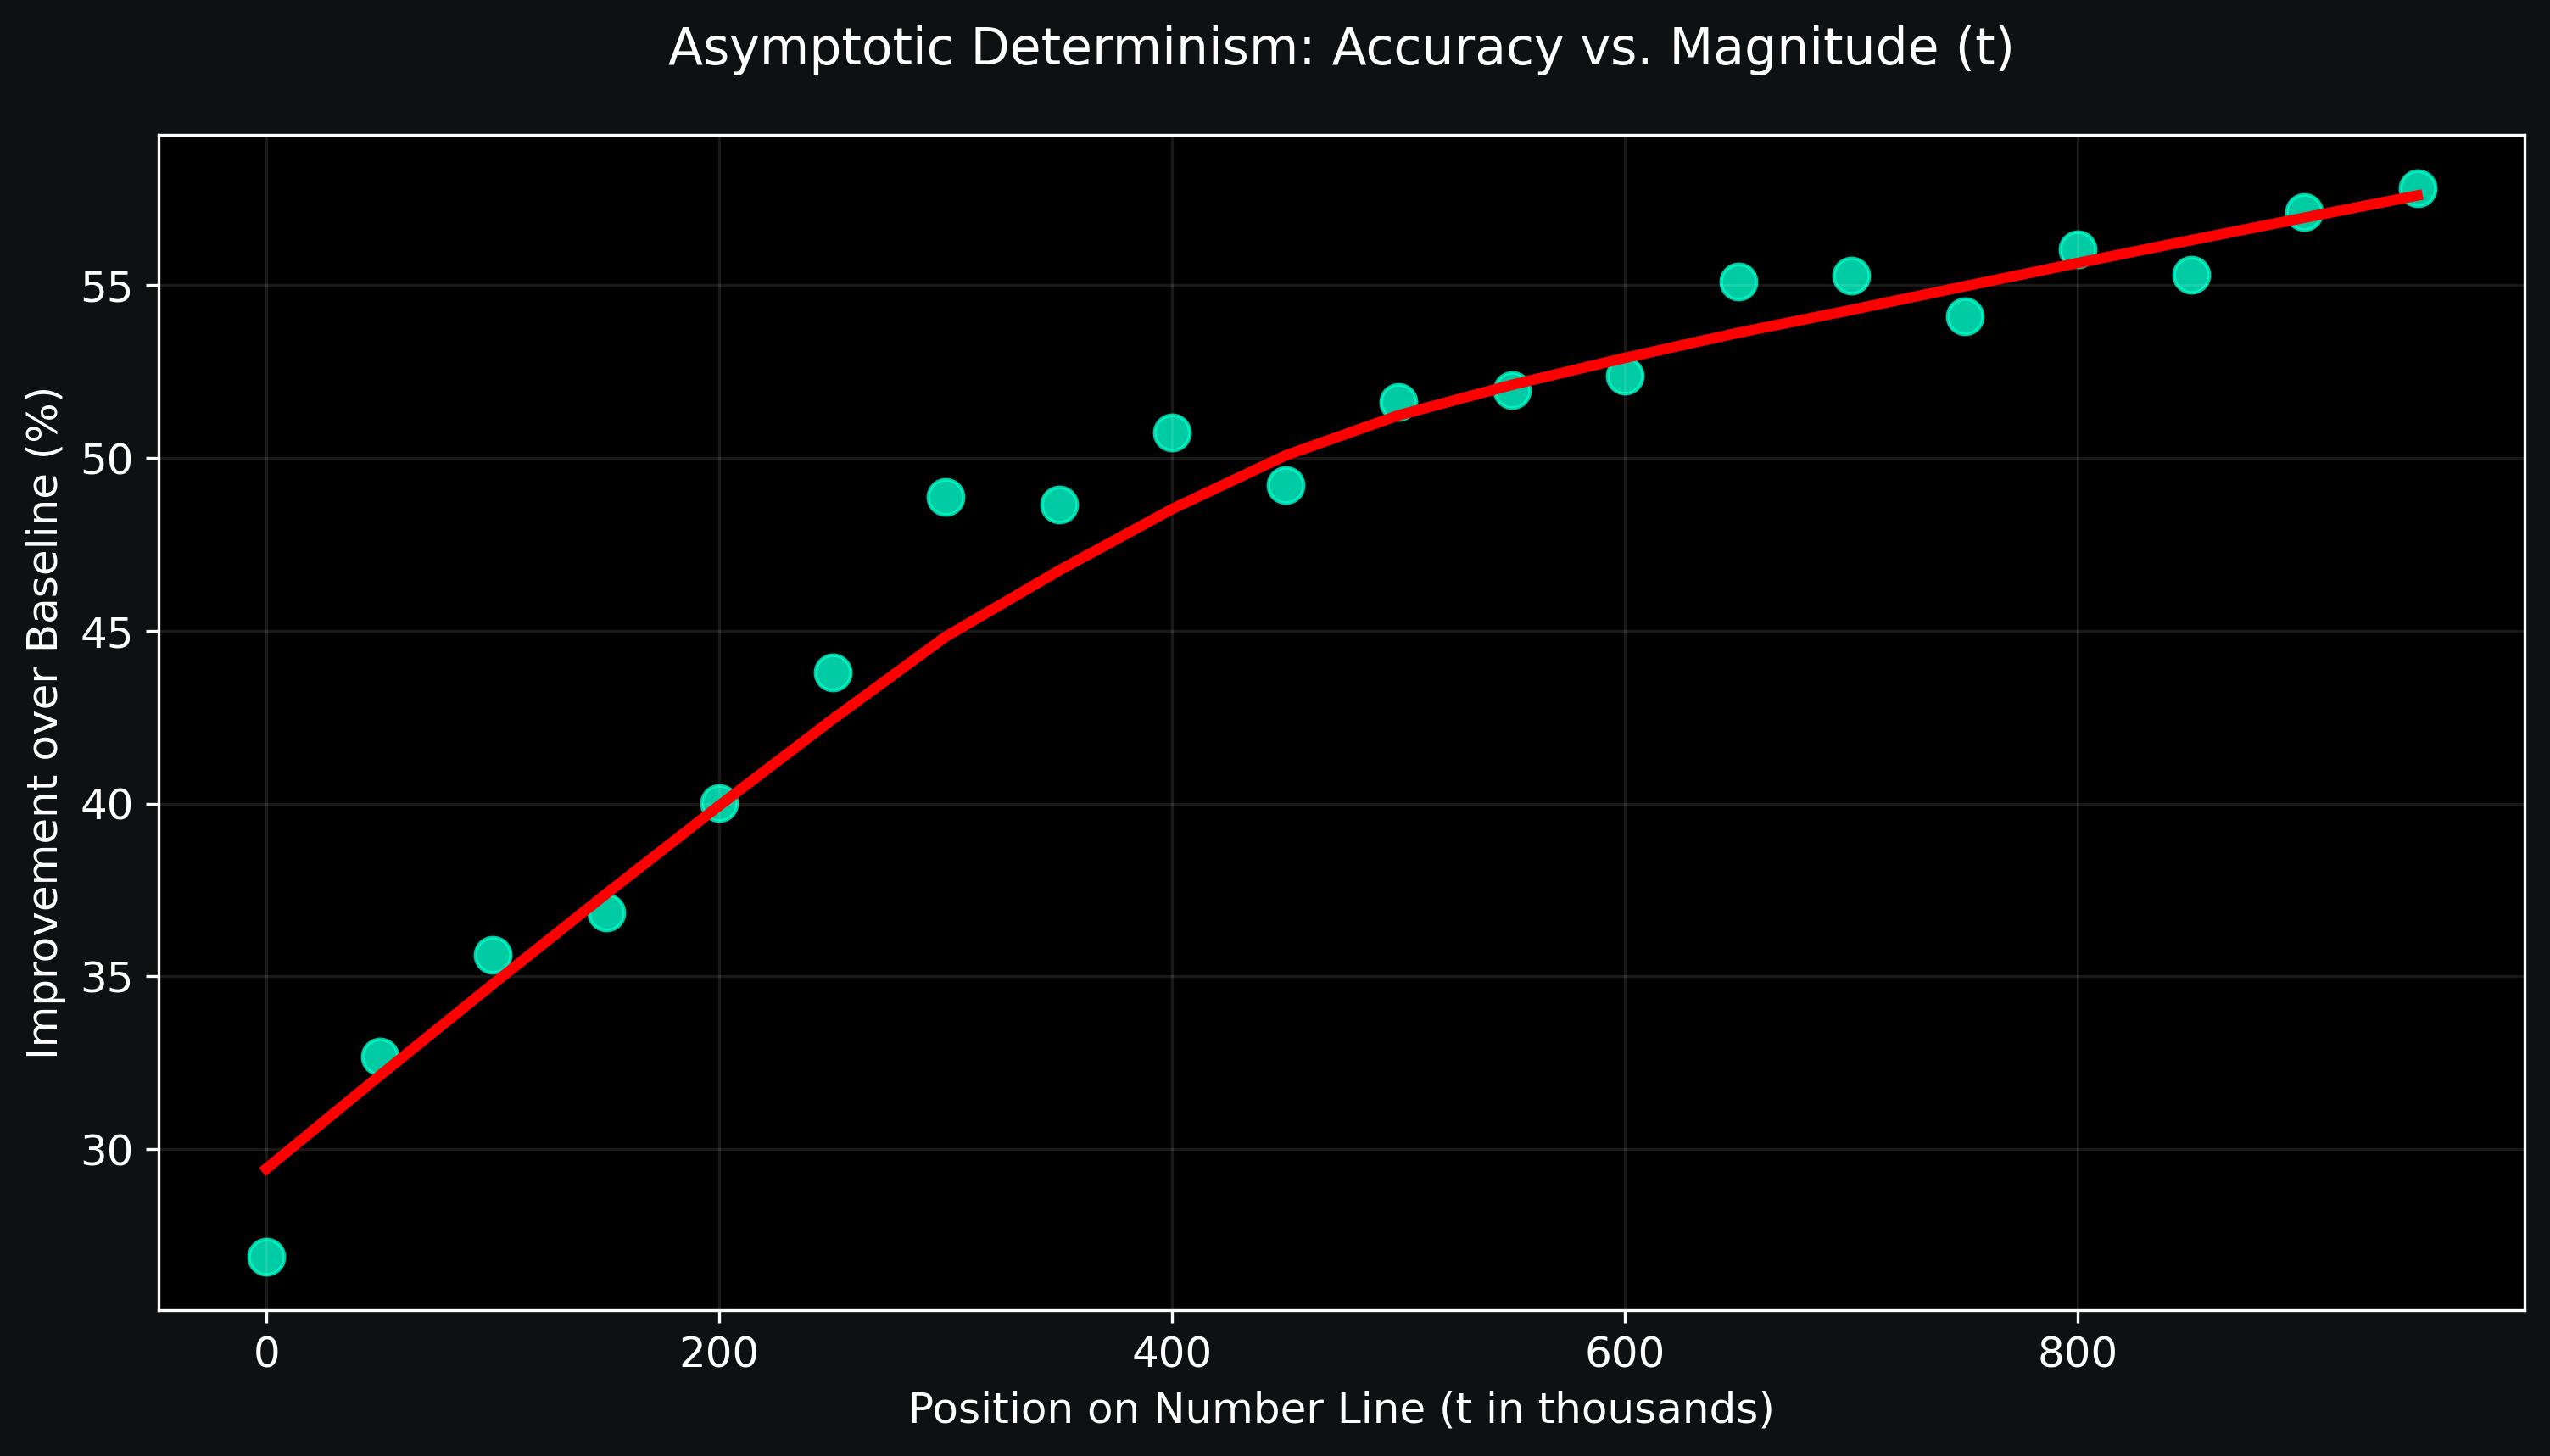 Asymptotic Determinism: Accuracy vs. Magnitude (t)
Improvement over Baseline (%)
55
50
45
40
35
30
0 200 400 600 800
Position on Number Line (t in thousands)